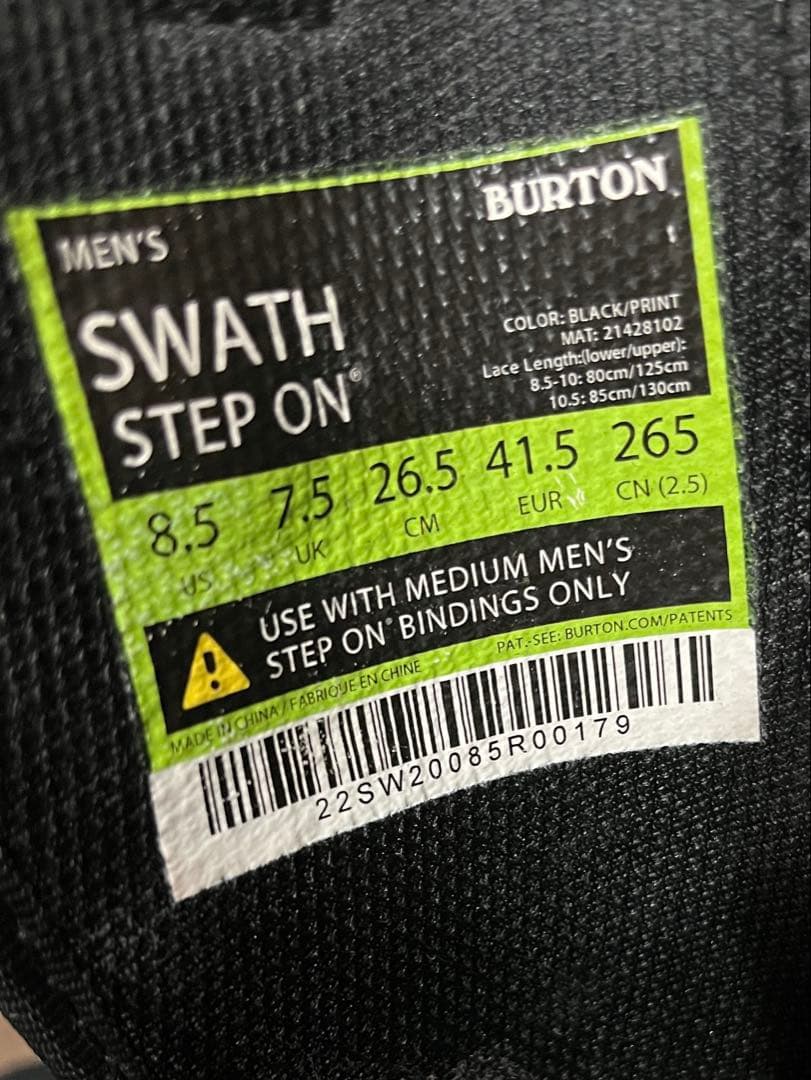 BURTON
MEN'S
SWATH
STEP ON®
COLOR: BLACK/PRINT
MAT: 21428102
Lace Length:(lower/upper):
8.5-10: 80cm/125cm
10.5: 85cm/130cm
8.5 7.5 26.5 41.5 265
US UK CM EUR CN (2.5)
USE WITH MEDIUM MEN'S
STEP ON® BINDINGS ONLY
MADE IN CHINA / FABRIQUE EN CHINE PAT.-SEE: BURTON.COM/PATENTS
22SW20085R00179